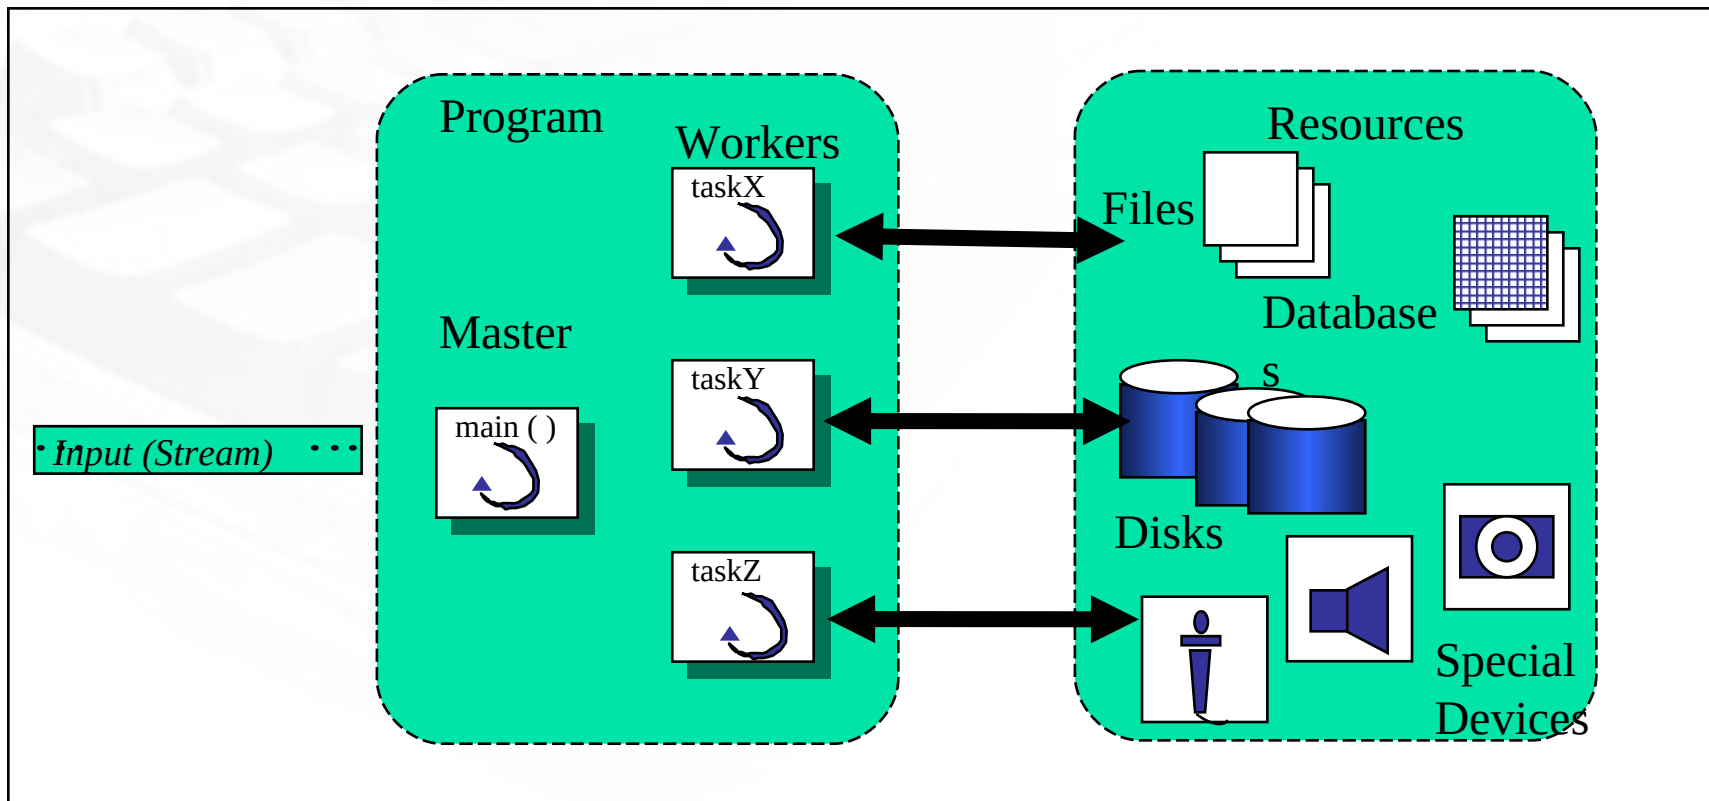 Program
Workers
taskX
Master
taskY
main ( )
Input (Stream)
taskZ
Resources
Files
Database
s
Disks
Special
Devices